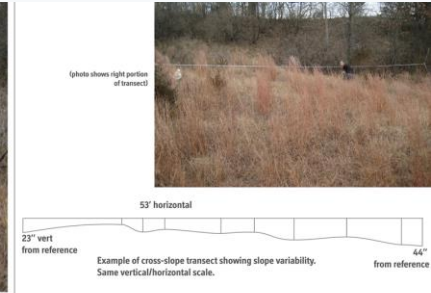 (photo shows right portion
of transect)
53' horizontal
23" vert
from reference
Example of cross-slope transect showing slope variability.
Same vertical/horizontal scale.
44"
from reference